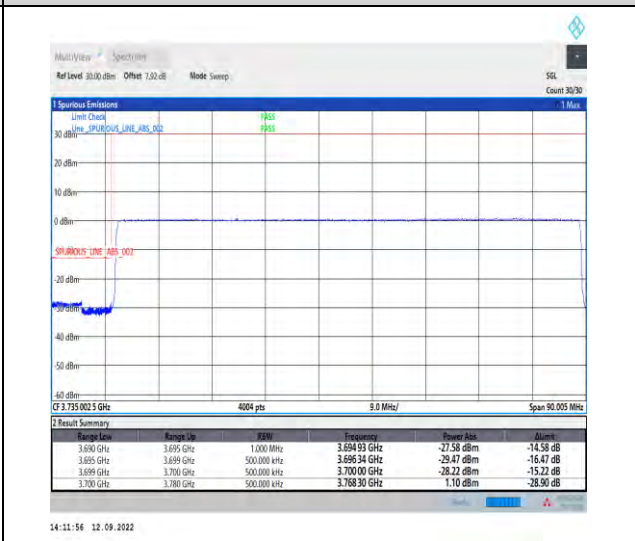 MultiView Spectrum
Ref Level 30.00 dBm Offset 7.92 dB Mode Sweep SGL
Count 30/30
1 Spurious Emissions 1 Max
Limit Check PASS
Line _SPURIOUS_LINE_ABS_002 PASS
30 dBm
20 dBm
10 dBm
0 dBm
_SPURIOUS_LINE_ABS_002
-20 dBm
-30 dBm
-40 dBm
-50 dBm
-60 dBm
CF 3.735 002 5 GHz 4004 pts 9.0 MHz/ Span 90.005 MHz
2 Result Summary
Range Low Range Up RBW Frequency Power Abs ΔLimit
3.690 GHz 3.695 GHz 1.000 MHz 3.694 93 GHz -27.58 dBm -14.58 dB
3.695 GHz 3.699 GHz 500.000 kHz 3.696 34 GHz -29.47 dBm -16.47 dB
3.699 GHz 3.700 GHz 500.000 kHz 3.700 00 GHz -28.22 dBm -15.22 dB
3.700 GHz 3.780 GHz 500.000 kHz 3.768 30 GHz 1.10 dBm -28.90 dB
Ready
14:11:56 12.09.2022